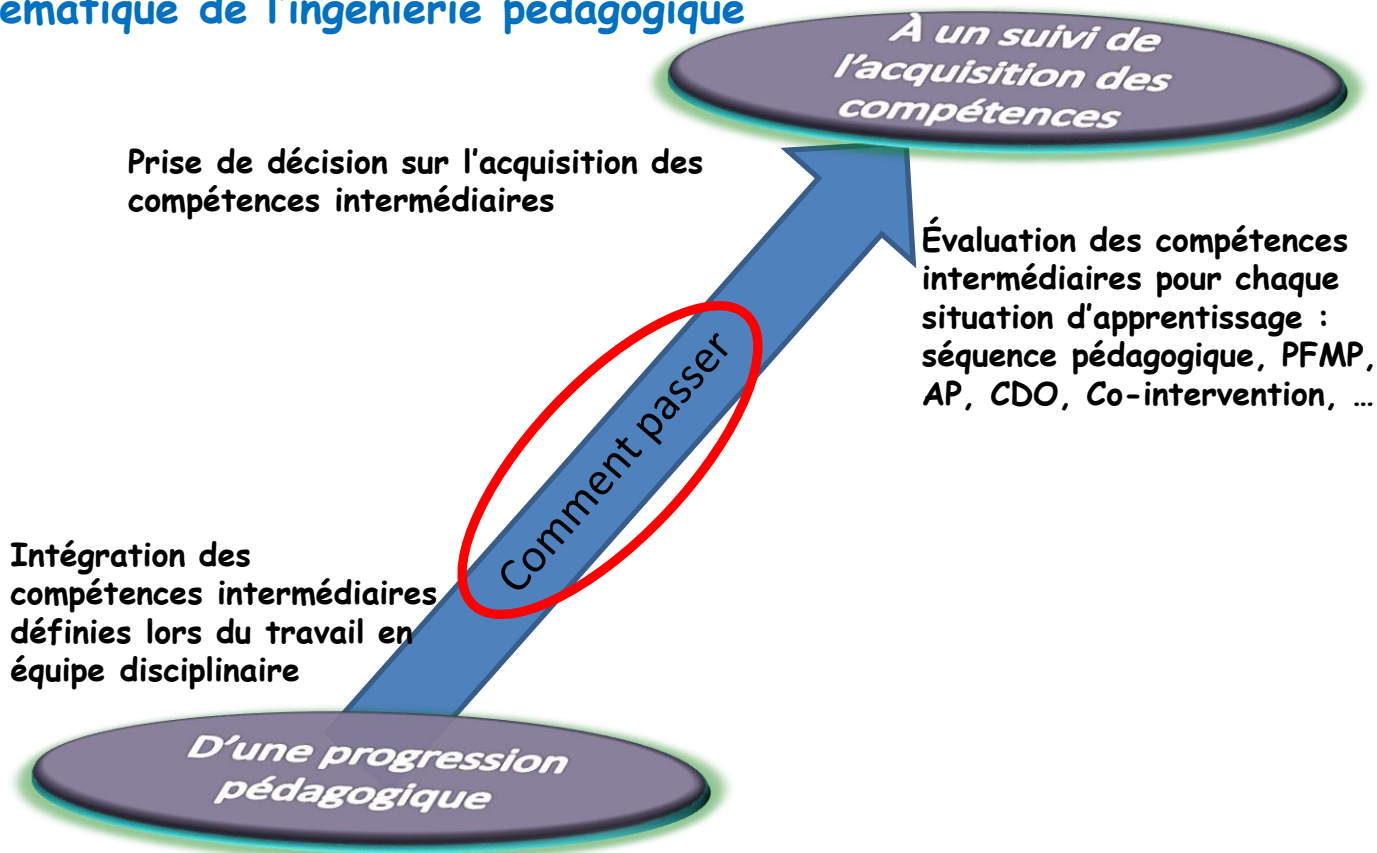 ématique de l'ingénierie pédagogique
À un suivi de
l'acquisition des
compétences
Prise de décision sur l'acquisition des
compétences intermédiaires
Évaluation des compétences
intermédiaires pour chaque
situation d'apprentissage :
séquence pédagogique, PFMP,
AP, CDO, Co-intervention, …
Comment passer
Intégration des
compétences intermédiaires
définies lors du travail en
équipe disciplinaire
D'une progression
pédagogique